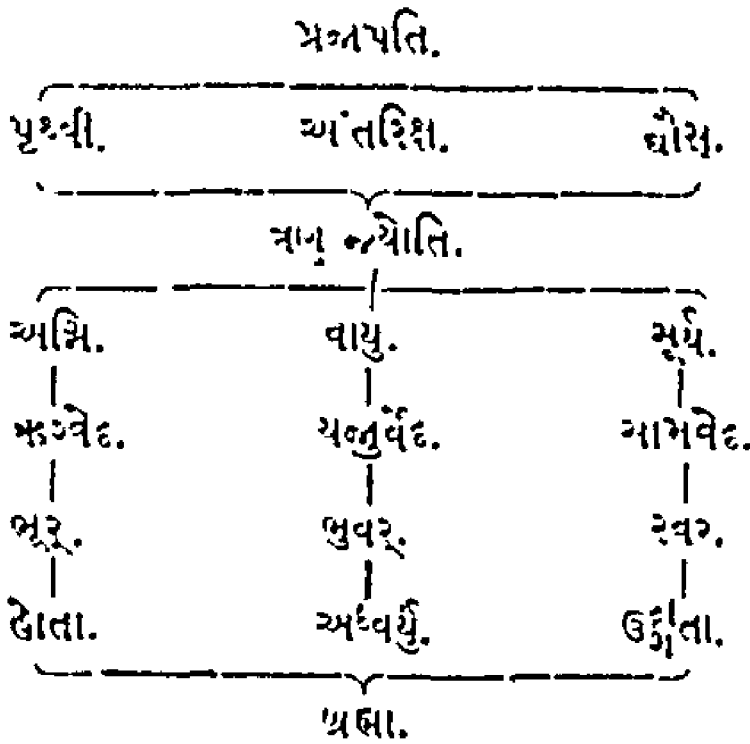 પ્રજાપતિ.
પૃથ્વી. અંતરિક્ષ. દ્યૌસ્.
ત્રણ જ્યોતિ.
અગ્નિ. વાયુ. સૂર્ય.
ઋગ્વેદ. યજુર્વેદ. સામવેદ.
ભૂર્. ભુવર્. સ્વર.
હોતા. અધ્વર્યુ. ઉદ્ગાતા.
બ્રહ્મા.